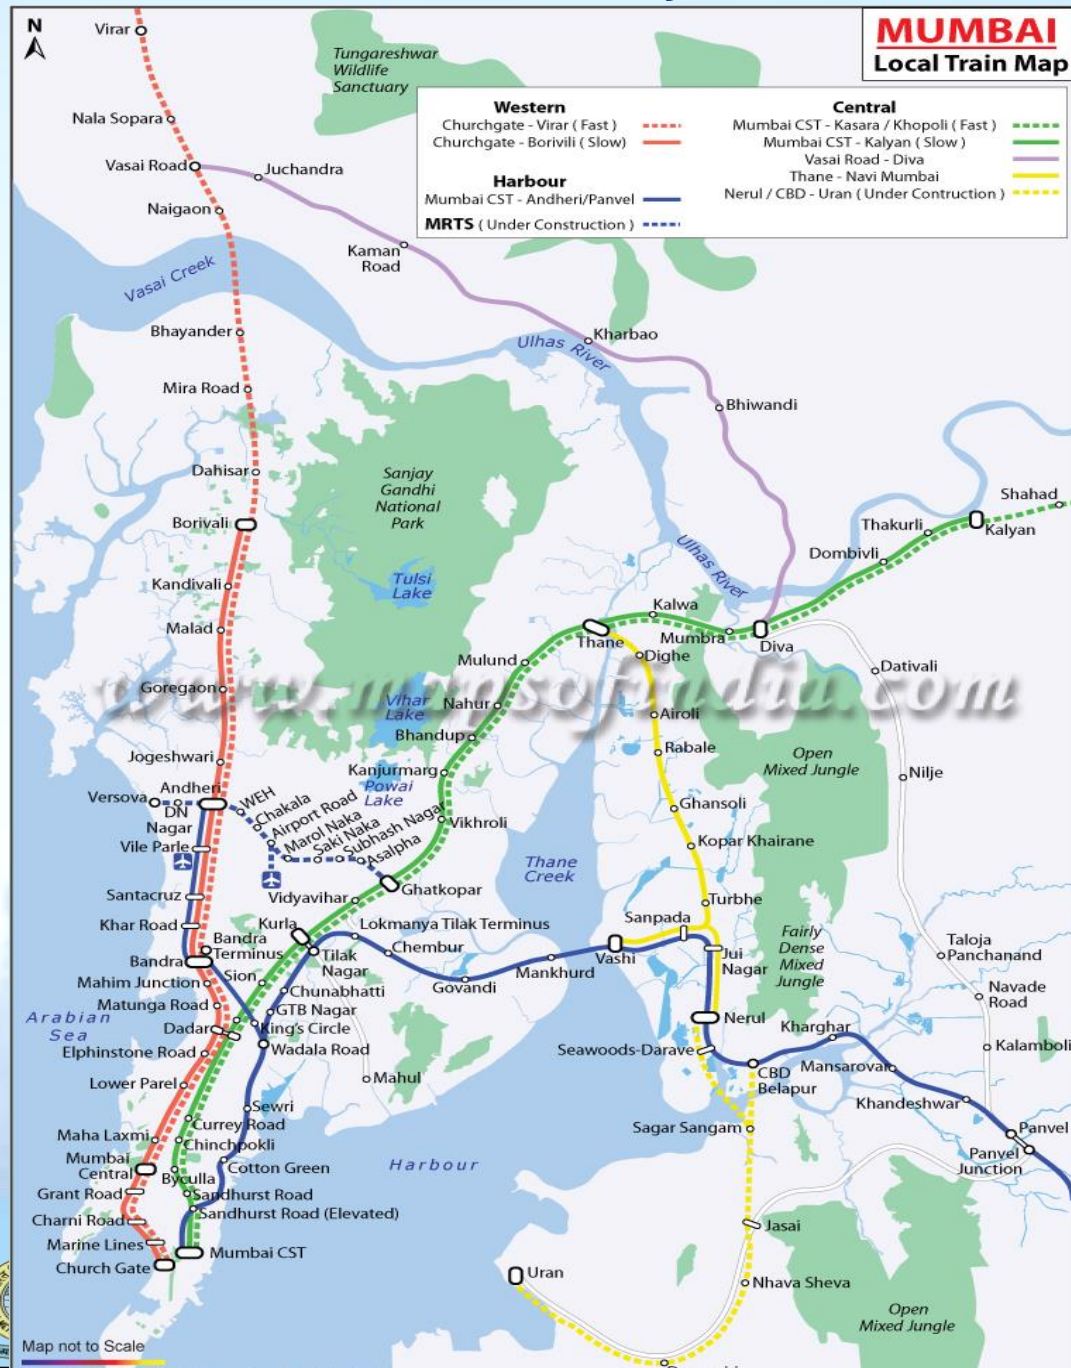 N
MUMBAI
Local Train Map
Western
Churchgate - Virar ( Fast )
Churchgate - Borivili ( Slow)
Harbour
Mumbai CST - Andheri/Panvel
MRTS ( Under Construction )
Central
Mumbai CST - Kasara / Khopoli ( Fast )
Mumbai CST - Kalyan ( Slow )
Vasai Road - Diva
Thane - Navi Mumbai
Nerul / CBD - Uran ( Under Contruction )
Virar
Tungareshwar
Wildlife
Sanctuary
Nala Sopara
Vasai Road
Juchandra
Naigaon
Kaman
Road
Vasai Creek
Bhayander
Ulhas River
Kharbao
Mira Road
Bhiwandi
Dahisar
Sanjay
Gandhi
National
Park
Borivali
Shahad
Thakurli
Kalyan
Dombivli
Ulhas River
Kandivali
Tulsi
Lake
Malad
Kalwa
Thane
Mumbra
Diva
Dighe
Mulund
Dativali
www.mapsofindia.com
Goregaon
Vihar
Lake
Nahur
Airoli
Bhandup
Rabale
Open
Mixed Jungle
Jogeshwari
Kanjurmarg
Powai
Lake
Nilje
Andheri
Versova
DN
Nagar
WEH
Chakala
Airport Road
Marol Naka
Saki Naka
Subhash Nagar
Asalpha
Vikhroli
Ghansoli
Kopar Khairane
Vile Parle
Thane
Creek
Ghatkopar
Santacruz
Vidyavihar
Turbhe
Khar Road
Kurla
Lokmanya Tilak Terminus
Sanpada
Bandra
Terminus
Chembur
Tilak
Nagar
Vashi
Jui
Nagar
Fairly
Dense
Mixed
Jungle
Taloja
Panchanand
Bandra
Mankhurd
Mahim Junction
Sion
Govandi
Chunabhatti
Navade
Road
Matunga Road
GTB Nagar
Arabian
Sea
Dadar
King's Circle
Nerul
Kharghar
Elphinstone Road
Wadala Road
Seawoods-Darave
Kalamboli
CBD
Belapur
Mansarovar
Lower Parel
Mahul
Khandeshwar
Sewri
Currey Road
Sagar Sangam
Panvel
Maha Laxmi
Chinchpokli
Panvel
Junction
Mumbai
Central
Cotton Green
Harbour
Byculla
Grant Road
Sandhurst Road
Charni Road
Sandhurst Road (Elevated)
Jasai
Marine Lines
Mumbai CST
Church Gate
Uran
Nhava Sheva
Open
Mixed Jungle
Map not to Scale